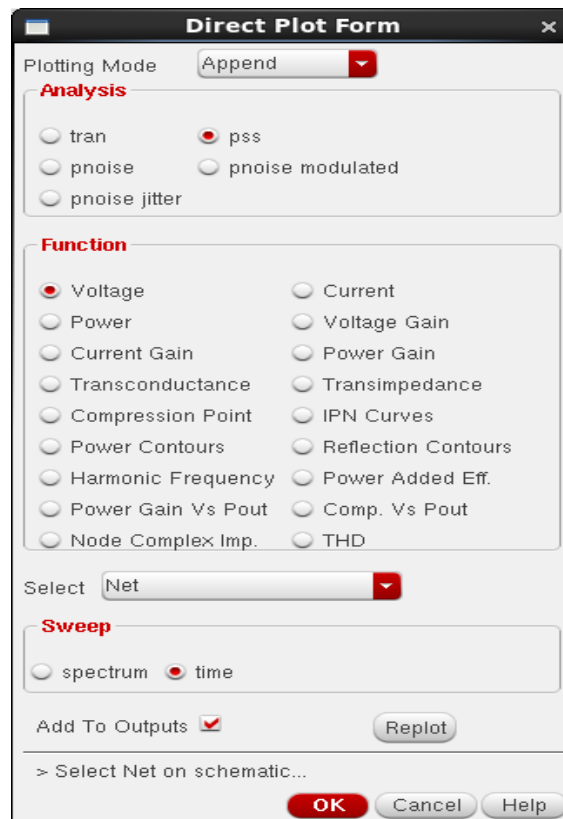 Direct Plot Form
Plotting Mode Append
Analysis
tran pss
pnoise pnoise modulated
pnoise jitter
Function
Voltage Current
Power Voltage Gain
Current Gain Power Gain
Transconductance Transimpedance
Compression Point IPN Curves
Power Contours Reflection Contours
Harmonic Frequency Power Added Eff.
Power Gain Vs Pout Comp. Vs Pout
Node Complex Imp. THD
Select Net
Sweep
spectrum time
Add To Outputs Replot
> Select Net on schematic...
OK Cancel Help